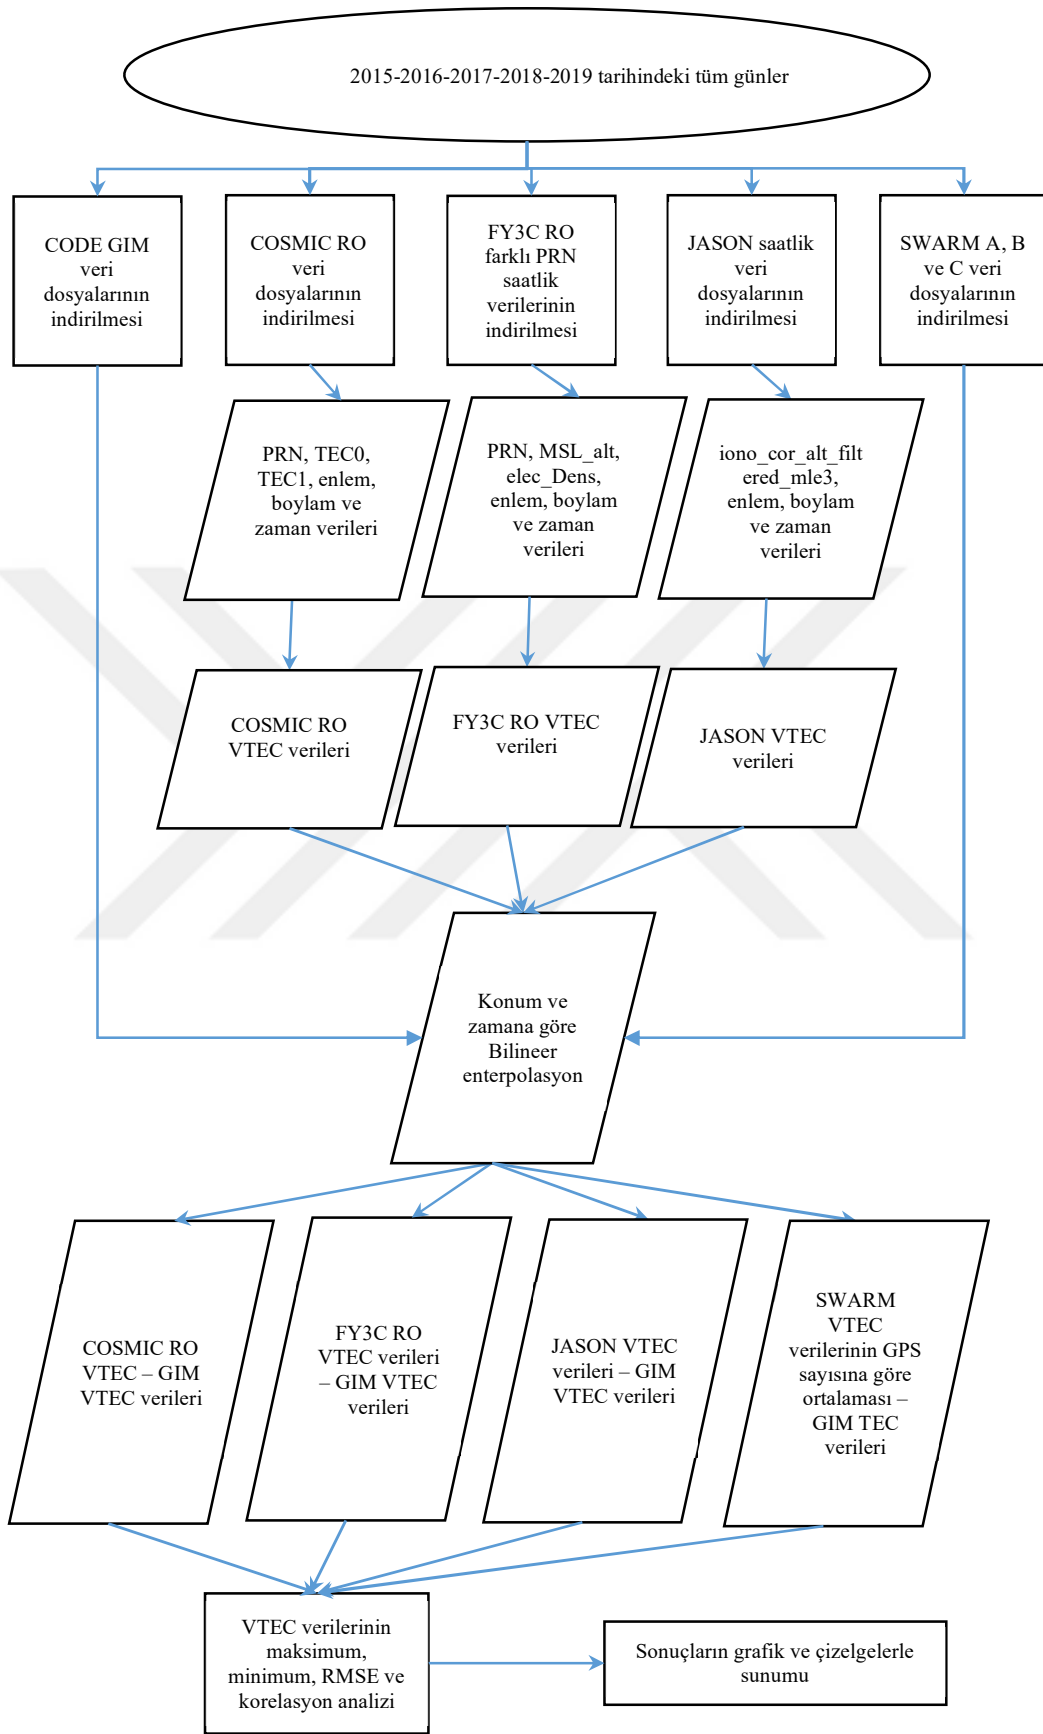 2015-2016-2017-2018-2019 tarihindeki tüm günler
CODE GIM
veri
dosyalarının
indirilmesi
COSMIC RO
veri
dosyalarının
indirilmesi
FY3C RO
farklı PRN
saatlik
verilerinin
indirilmesi
JASON saatlik
veri
dosyalarının
indirilmesi
SWARM A, B
ve C veri
dosyalarının
indirilmesi
PRN, TEC0,
TEC1, enlem,
boylam ve
zaman verileri
PRN, MSL_alt,
elec_Dens,
enlem, boylam
ve zaman
verileri
iono_cor_alt_filt
ered_mle3,
enlem, boylam
ve zaman
verileri
COSMIC RO
VTEC verileri
FY3C RO VTEC
verileri
JASON VTEC
verileri
Konum ve
zamana göre
Bilineer
enterpolasyon
COSMIC RO
VTEC – GIM
VTEC verileri
FY3C RO
VTEC verileri
– GIM VTEC
verileri
JASON VTEC
verileri – GIM
VTEC verileri
SWARM
VTEC
verilerinin GPS
sayısına göre
ortalaması –
GIM TEC
verileri
VTEC verilerinin
maksimum,
minimum, RMSE ve
korelasyon analizi
Sonuçların grafik ve çizelgelerle
sunumu